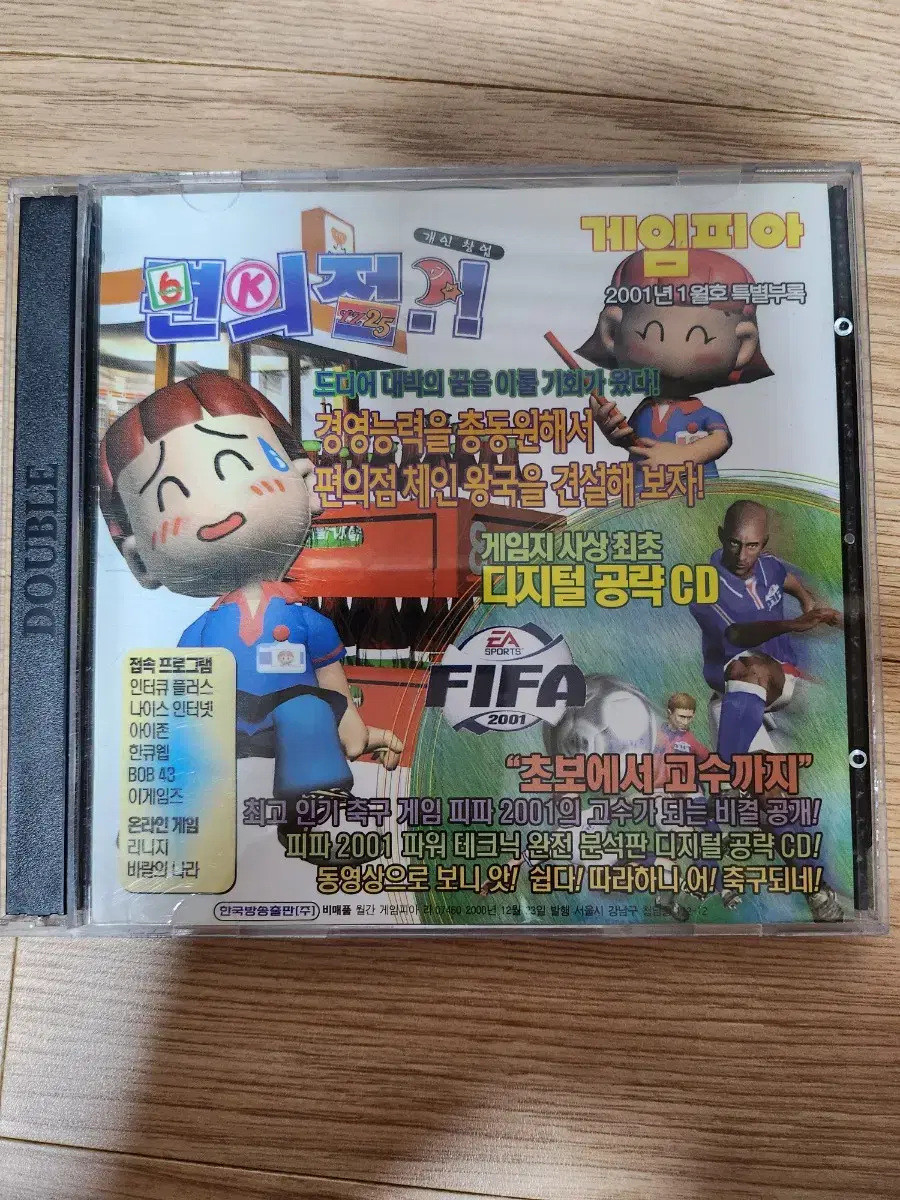 개인 창업
편의점?!
게임피아
2001년 1월호 특별부록
드디어 대박의 꿈을 이룰 기회가 왔다!
경영능력을 총동원해서
편의점 체인 왕국을 건설해 보자!
게임지 사상 최초
디지털 공략 CD
EA
SPORTS
FIFA
2001
DOUBLE
접속 프로그램
인터큐 플러스
나이스 인터넷
아이촌
한큐웹
BOB 43
이게임즈
온라인 게임
리니지
바람의 나라
"초보에서 고수까지"
최고 인기 축구 게임 피파 2001의 고수가 되는 비결 공개!
피파 2001 파워 테크닉 완전 분석판 디지털 공략 CD!
동영상으로 보니 앗! 쉽다! 따라하니 어! 축구되네!
한국방송출판(주) 비매품 월간 게임피아 라07460 2000년 12월 23일 발행 서울시 강남구